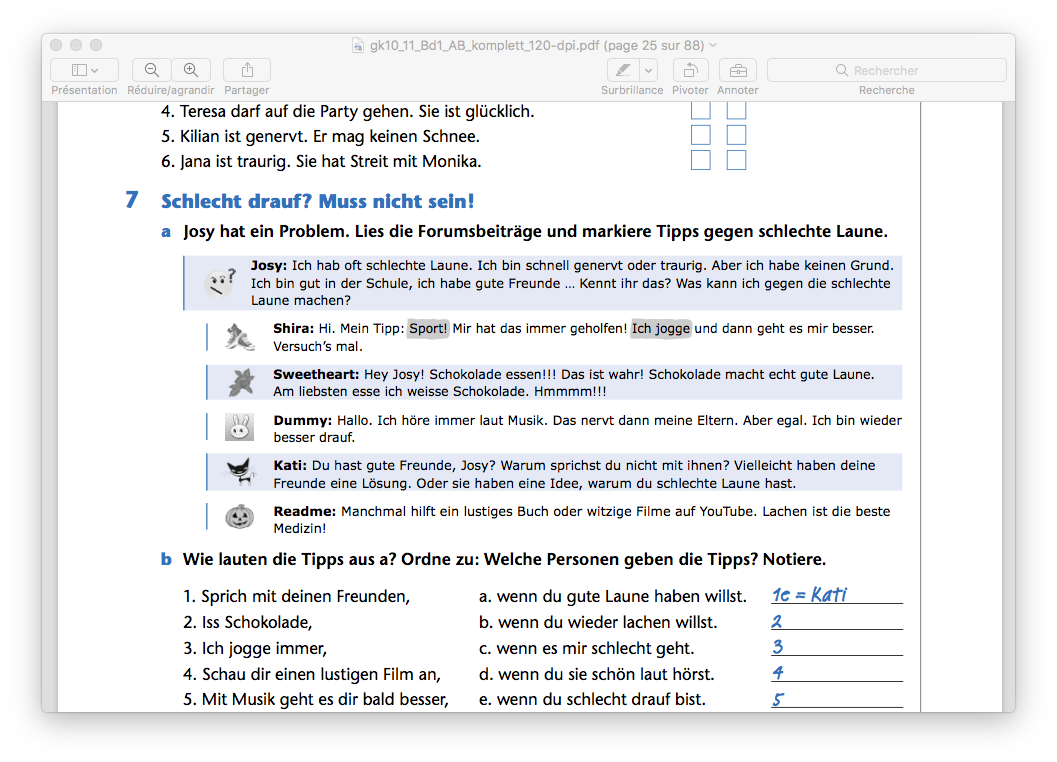 gk10_11_Bd1_AB_komplett_120-dpi.pdf (page 25 sur 88)
Présentation Réduire/agrandir Partager Surbrillance Pivoter Annoter Rechercher Recherche
4. Teresa darf auf die Party gehen. Sie ist glücklich.
5. Kilian ist genervt. Er mag keinen Schnee.
6. Jana ist traurig. Sie hat Streit mit Monika.
7 Schlecht drauf? Muss nicht sein!
a Josy hat ein Problem. Lies die Forumsbeiträge und markiere Tipps gegen schlechte Laune.
Josy: Ich hab oft schlechte Laune. Ich bin schnell genervt oder traurig. Aber ich habe keinen Grund.
Ich bin gut in der Schule, ich habe gute Freunde ... Kennt ihr das? Was kann ich gegen die schlechte
Laune machen?
Shira: Hi. Mein Tipp: Sport! Mir hat das immer geholfen! Ich jogge und dann geht es mir besser.
Versuch's mal.
Sweetheart: Hey Josy! Schokolade essen!!! Das ist wahr! Schokolade macht echt gute Laune.
Am liebsten esse ich weisse Schokolade. Hmmmm!!!
Dummy: Hallo. Ich höre immer laut Musik. Das nervt dann meine Eltern. Aber egal. Ich bin wieder
besser drauf.
Kati: Du hast gute Freunde, Josy? Warum sprichst du nicht mit ihnen? Vielleicht haben deine
Freunde eine Lösung. Oder sie haben eine Idee, warum du schlechte Laune hast.
Readme: Manchmal hilft ein lustiges Buch oder witzige Filme auf YouTube. Lachen ist die beste
Medizin!
b Wie lauten die Tipps aus a? Ordne zu: Welche Personen geben die Tipps? Notiere.
1. Sprich mit deinen Freunden, a. wenn du gute Laune haben willst. 1e = Kati
2. Iss Schokolade, b. wenn du wieder lachen willst. 2
3. Ich jogge immer, c. wenn es mir schlecht geht. 3
4. Schau dir einen lustigen Film an, d. wenn du sie schön laut hörst. 4
5. Mit Musik geht es dir bald besser, e. wenn du schlecht drauf bist. 5